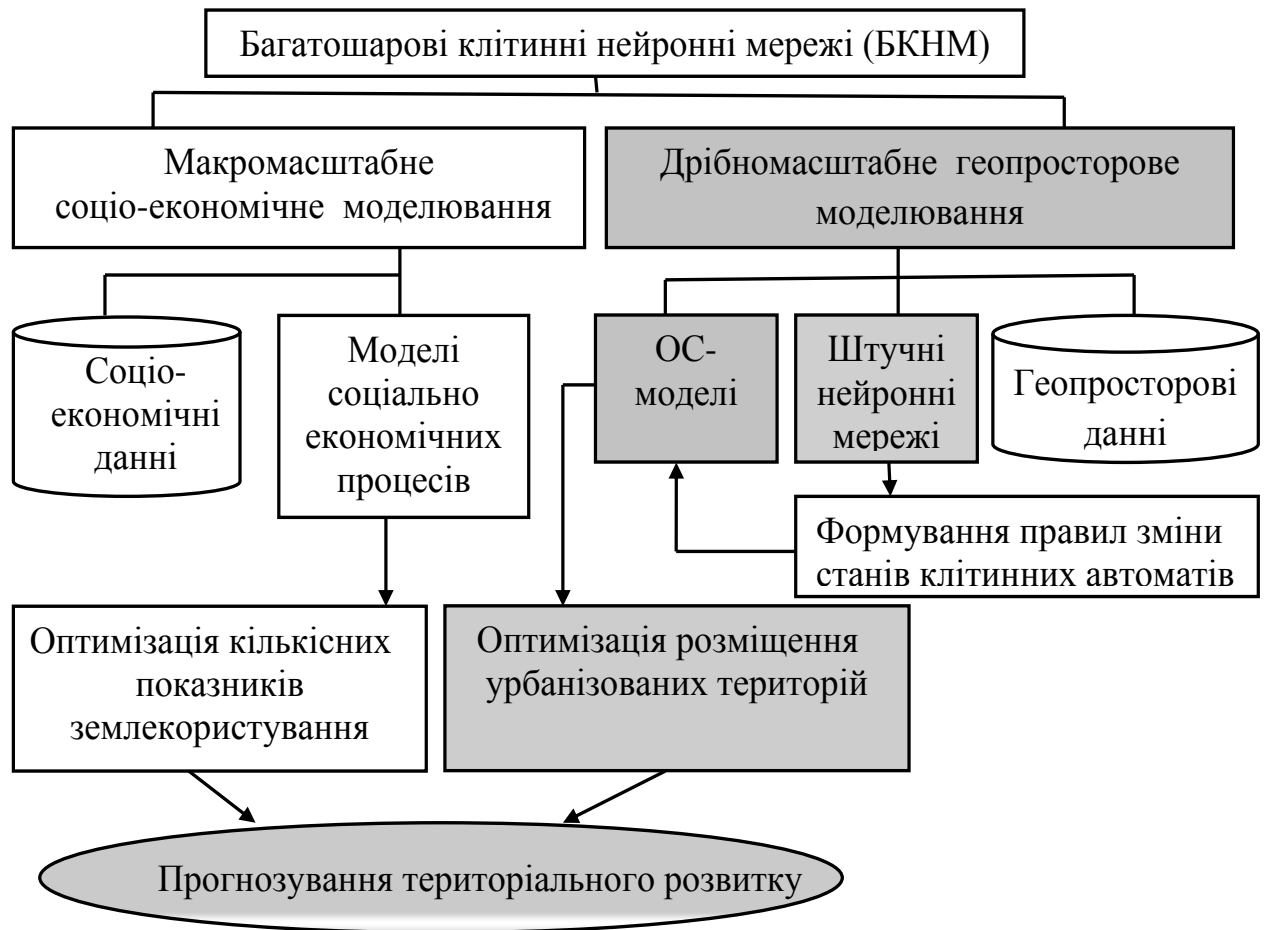 Багатошарові клітинні нейронні мережі (БКНМ)
Макромасштабне
соціо-економічне моделювання
Дрібномасштабне геопросторове
моделювання
Соціо-
економічні
данні
Моделі
соціально
економічних
процесів
ОС-
моделі
Штучні
нейронні
мережі
Геопросторові
данні
Формування правил зміни
станів клітинних автоматів
Оптимізація кількісних
показників
землекористування
Оптимізація розміщення
урбанізованих територій
Прогнозування територіального розвитку